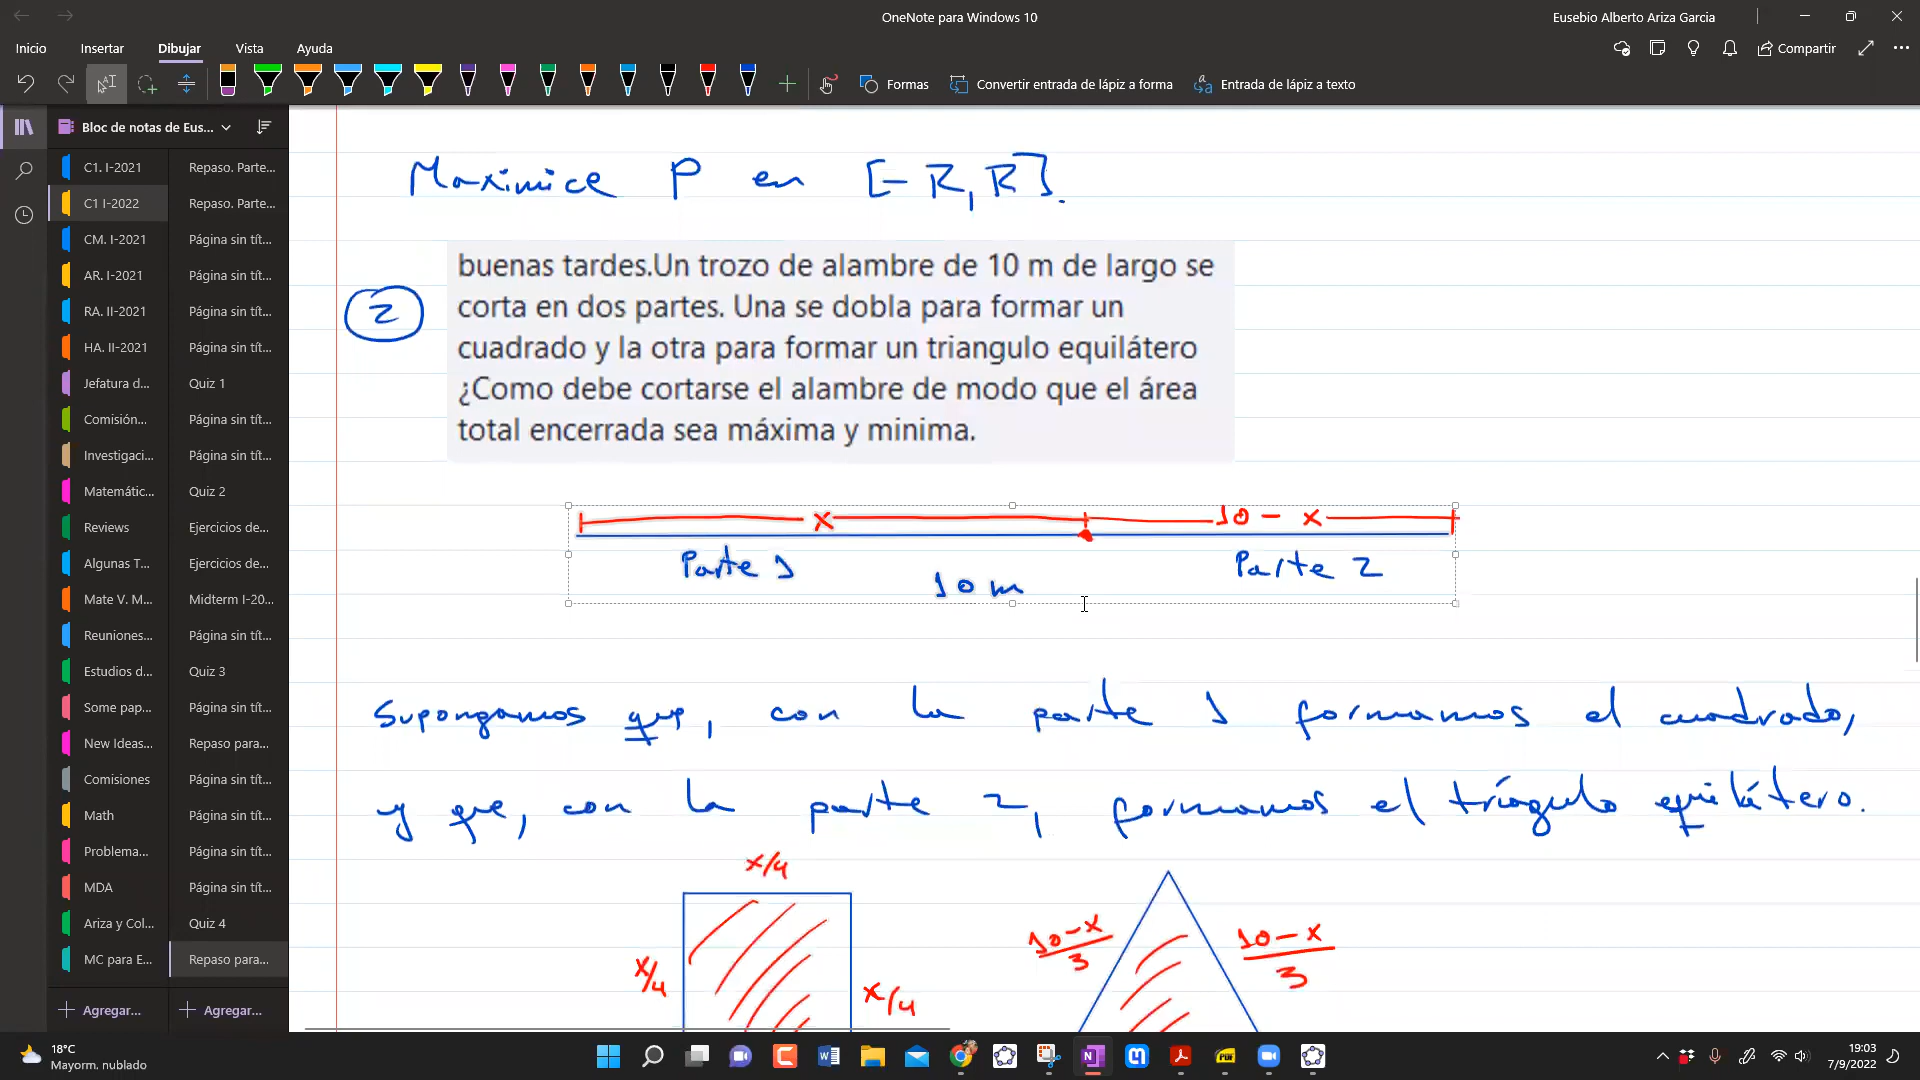 OneNote para Windows 10
Eusebio Alberto Ariza Garcia
Inicio
Insertar
Dibujar
Vista
Ayuda
Compartir
Formas
Convertir entrada de lápiz a forma
Entrada de lápiz a texto
Bloc de notas de Eus...
C1. I-2021
Repaso. Parte...
C1 I-2022
Repaso. Parte...
CM. I-2021
Página sin tít...
AR. I-2021
Página sin tít...
RA. II-2021
Página sin tít...
HA. II-2021
Página sin tít...
Jefatura d...
Quiz 1
Comisión...
Página sin tít...
Investigaci...
Página sin tít...
Matemátic...
Quiz 2
Reviews
Ejercicios de...
Algunas T...
Ejercicios de...
Mate V. M...
Midterm I-20...
Reuniones...
Página sin tít...
Estudios d...
Quiz 3
Some pap...
Página sin tít...
New Ideas...
Repaso para...
Comisiones
Página sin tít...
Math
Página sin tít...
Problema...
Página sin tít...
MDA
Página sin tít...
Ariza y Col...
Quiz 4
MC para E...
Repaso para...
Agregar...
Agregar...
Maximice P en [-R, R].
2
buenas tardes.Un trozo de alambre de 10 m de largo se
corta en dos partes. Una se dobla para formar un
cuadrado y la otra para formar un triangulo equilátero
¿Como debe cortarse el alambre de modo que el área
total encerrada sea máxima y minima.
x
10 - x
Parte 1
Parte 2
10 m
Supongamos que, con la parte 1 formamos el cuadrado,
y que, con la parte 2, formamos el triángulo equilátero.
x/4
x/4
x/4
10-x/3
10-x/3
18°C
Mayorm. nublado
19:03
7/9/2022